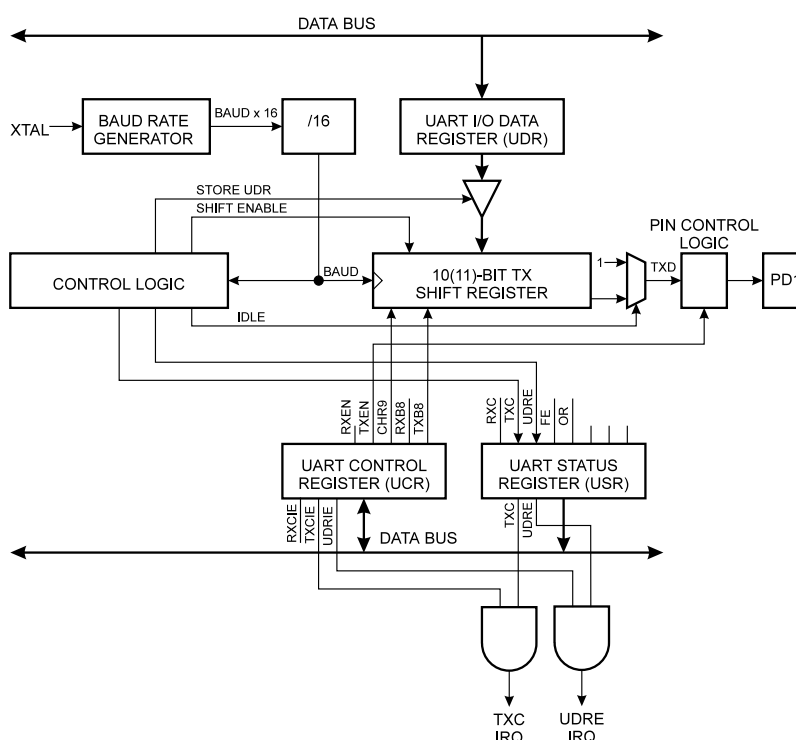 DATA BUS
XTAL
BAUD RATE
GENERATOR
BAUD x 16
/16
UART I/O DATA
REGISTER (UDR)
STORE UDR
SHIFT ENABLE
PIN CONTROL
LOGIC
CONTROL LOGIC
BAUD
10(11)-BIT TX
SHIFT REGISTER
1
TXD
PD1
IDLE
RXEN
TXEN
CHR9
RXB8
TXB8
RXC
TXC
UDRE
FE
OR
UART CONTROL
REGISTER (UCR)
UART STATUS
REGISTER (USR)
RXCIE
TXCIE
UDRIE
TXC
UDRE
DATA BUS
TXC
IRQ
UDRE
IRQ